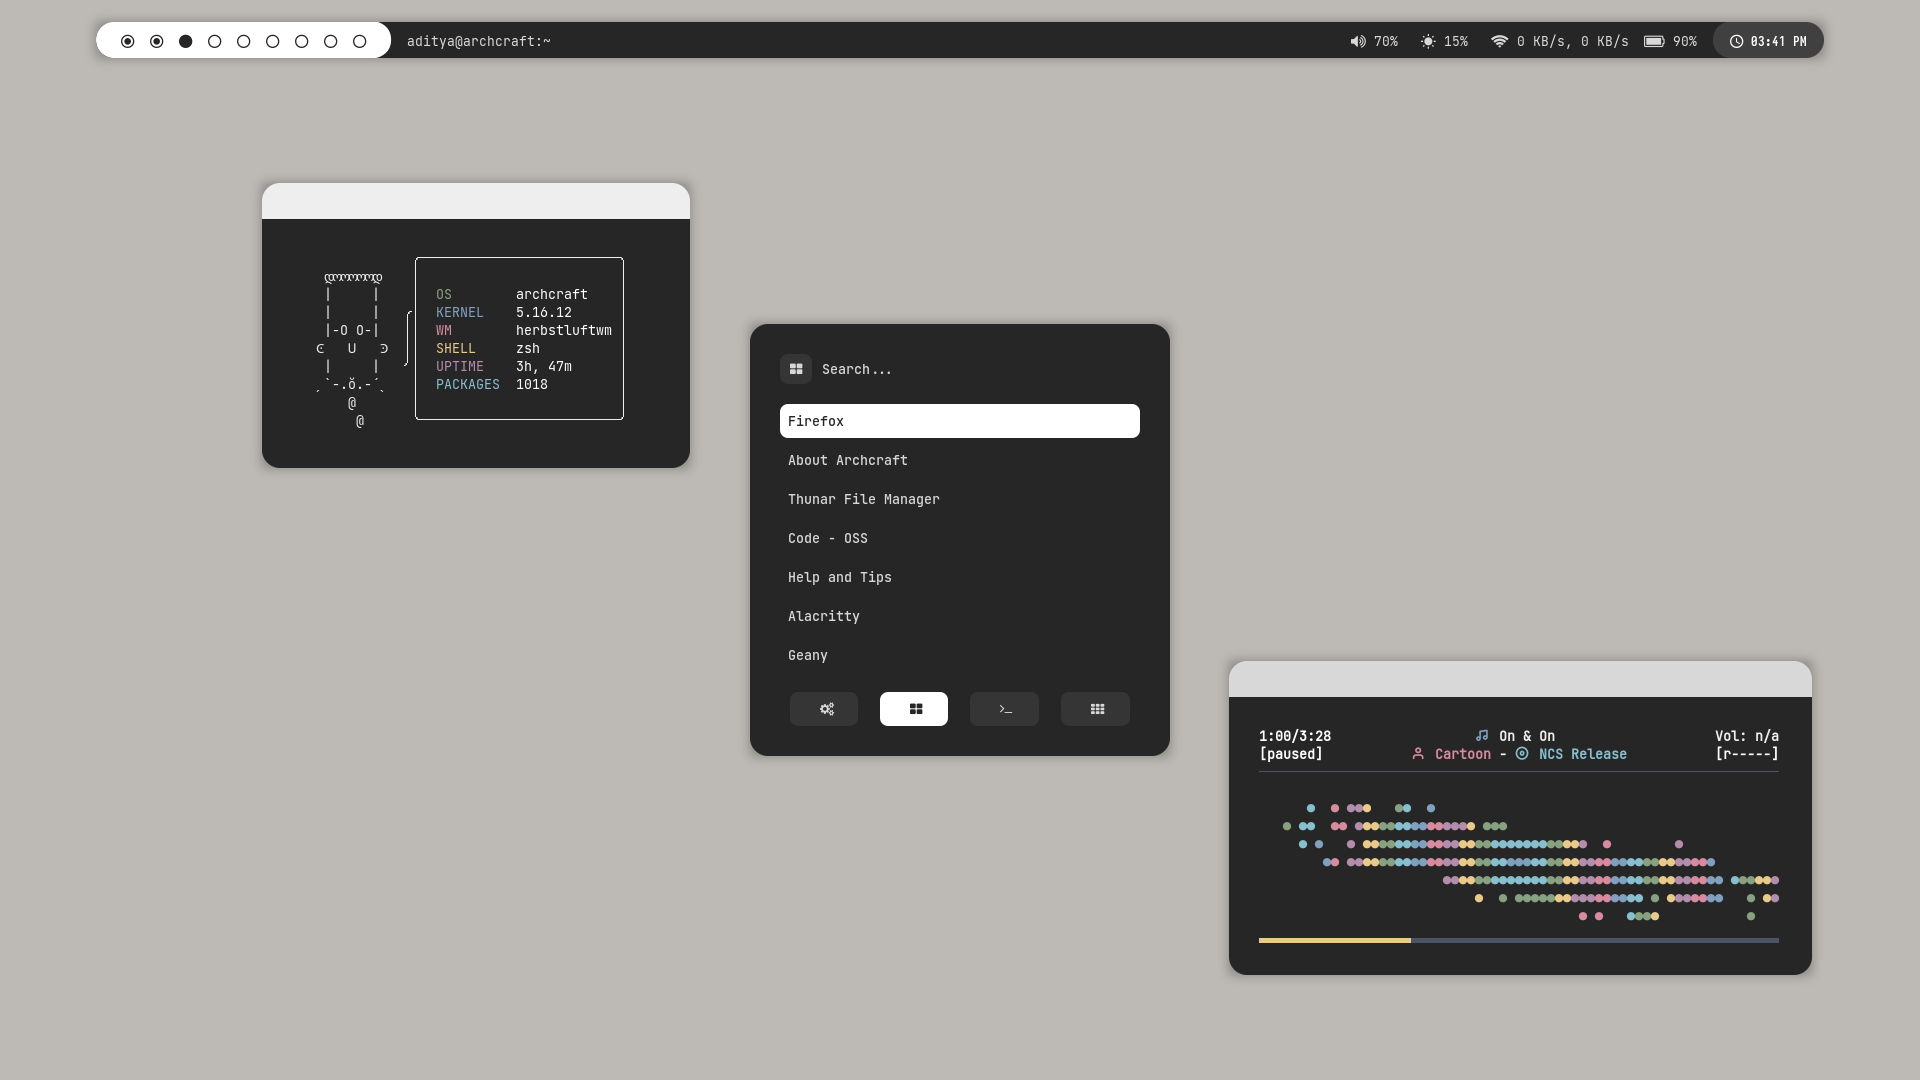 aditya@archcraft:~
70%
15%
0 KB/s, 0 KB/s
90%
03:41 PM
OS archcraft
KERNEL 5.16.12
WM herbstluftwm
SHELL zsh
UPTIME 3h, 47m
PACKAGES 1018
Search...
Firefox
About Archcraft
Thunar File Manager
Code - OSS
Help and Tips
Alacritty
Geany
1:00/3:28 On & On Vol: n/a
[paused] Cartoon - NCS Release [r-----]